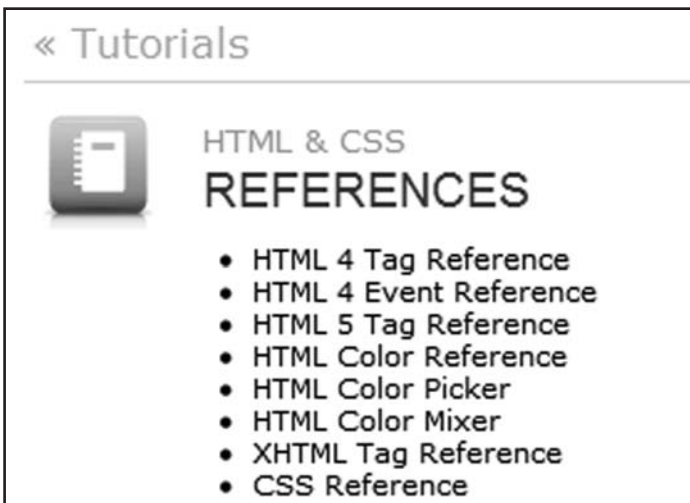 « Tutorials
HTML & CSS
REFERENCES
• HTML 4 Tag Reference
• HTML 4 Event Reference
• HTML 5 Tag Reference
• HTML Color Reference
• HTML Color Picker
• HTML Color Mixer
• XHTML Tag Reference
• CSS Reference